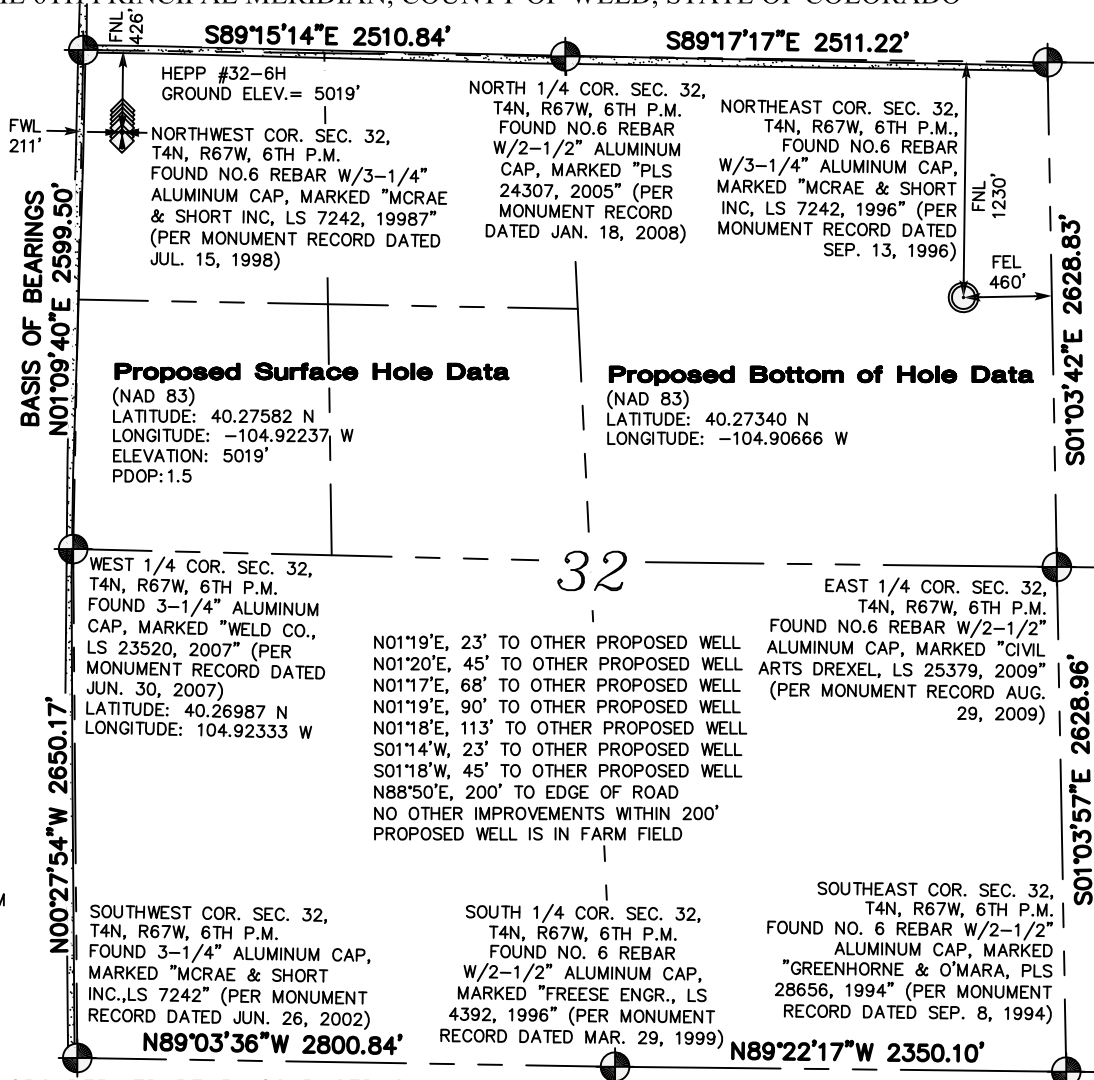 THE 6TH PRINCIPAL MERIDIAN, COUNTY OF WELD, STATE OF COLORADO
FNL
426'
S89°15'14"E 2510.84'
S89°17'17"E 2511.22'
HEPP #32-6H
GROUND ELEV.= 5019'
FWL
211'
NORTHWEST COR. SEC. 32,
T4N, R67W, 6TH P.M.
FOUND NO.6 REBAR W/3-1/4"
ALUMINUM CAP, MARKED "MCRAE
& SHORT INC, LS 7242, 19987"
(PER MONUMENT RECORD DATED
JUL. 15, 1998)
NORTH 1/4 COR. SEC. 32,
T4N, R67W, 6TH P.M.
FOUND NO.6 REBAR
W/2-1/2" ALUMINUM
CAP, MARKED "PLS
24307, 2005" (PER
MONUMENT RECORD
DATED JAN. 18, 2008)
NORTHEAST COR. SEC. 32,
T4N, R67W, 6TH P.M.,
FOUND NO.6 REBAR
W/3-1/4" ALUMINUM CAP,
MARKED "MCRAE & SHORT
INC, LS 7242, 1996" (PER
MONUMENT RECORD DATED
SEP. 13, 1996)
FNL
1230'
FEL
460'
BASIS OF BEARINGS
N01°09'40"E 2599.50'
S01°03'42"E 2628.83'
Proposed Surface Hole Data
(NAD 83)
LATITUDE: 40.27582 N
LONGITUDE: -104.92237 W
ELEVATION: 5019'
PDOP:1.5
Proposed Bottom of Hole Data
(NAD 83)
LATITUDE: 40.27340 N
LONGITUDE: -104.90666 W
32
WEST 1/4 COR. SEC. 32,
T4N, R67W, 6TH P.M.
FOUND 3-1/4" ALUMINUM
CAP, MARKED "WELD CO.,
LS 23520, 2007" (PER
MONUMENT RECORD DATED
JUN. 30, 2007)
LATITUDE: 40.26987 N
LONGITUDE: 104.92333 W
N01°19'E, 23' TO OTHER PROPOSED WELL
N01°20'E, 45' TO OTHER PROPOSED WELL
N01°17'E, 68' TO OTHER PROPOSED WELL
N01°19'E, 90' TO OTHER PROPOSED WELL
N01°18'E, 113' TO OTHER PROPOSED WELL
S01°14'W, 23' TO OTHER PROPOSED WELL
S01°18'W, 45' TO OTHER PROPOSED WELL
N88°50'E, 200' TO EDGE OF ROAD
NO OTHER IMPROVEMENTS WITHIN 200'
PROPOSED WELL IS IN FARM FIELD
EAST 1/4 COR. SEC. 32,
T4N, R67W, 6TH P.M.
FOUND NO.6 REBAR W/2-1/2"
ALUMINUM CAP, MARKED "CIVIL
ARTS DREXEL, LS 25379, 2009"
(PER MONUMENT RECORD AUG.
29, 2009)
N00°27'54"W 2650.17'
S01°03'57"E 2628.96'
M
SOUTHWEST COR. SEC. 32,
T4N, R67W, 6TH P.M.
FOUND 3-1/4" ALUMINUM CAP,
MARKED "MCRAE & SHORT
INC.,LS 7242" (PER MONUMENT
RECORD DATED JUN. 26, 2002)
SOUTH 1/4 COR. SEC. 32,
T4N, R67W, 6TH P.M.
FOUND NO. 6 REBAR
W/2-1/2" ALUMINUM CAP,
MARKED "FREESE ENGR., LS
4392, 1996" (PER MONUMENT
RECORD DATED MAR. 29, 1999)
SOUTHEAST COR. SEC. 32,
T4N, R67W, 6TH P.M.
FOUND NO. 6 REBAR W/2-1/2"
ALUMINUM CAP, MARKED
"GREENHORNE & O'MARA, PLS
28656, 1994" (PER MONUMENT
RECORD DATED SEP. 8, 1994)
N89°03'36"W 2800.84'
N89°22'17"W 2350.10'